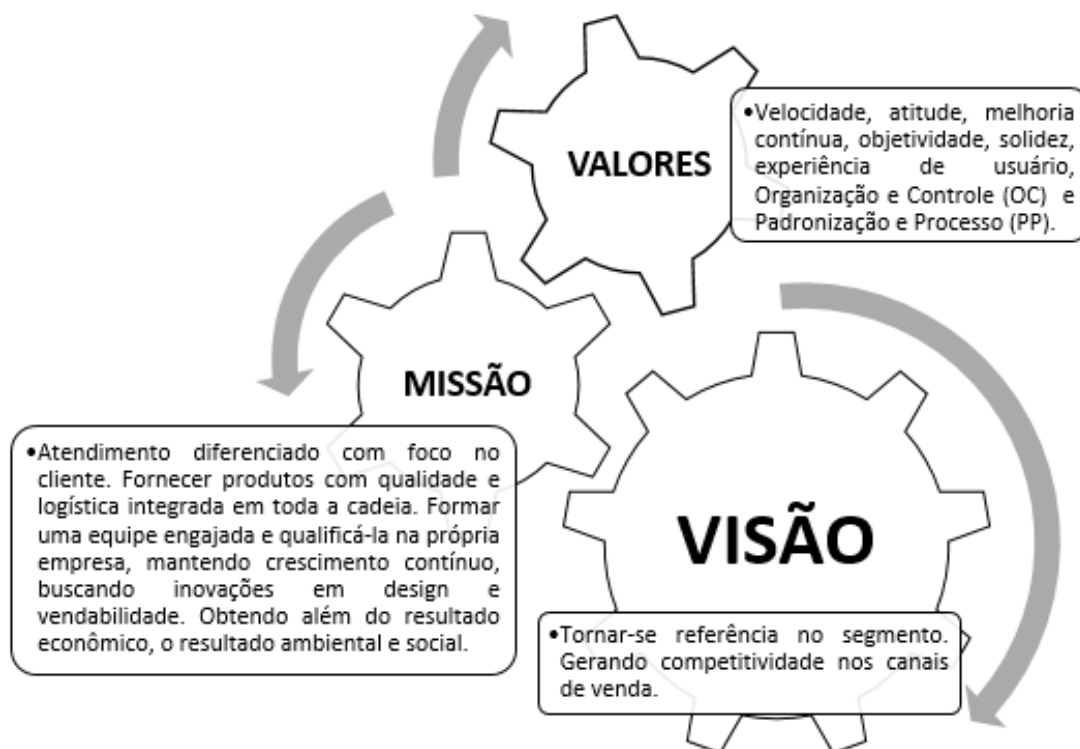 VALORES
•Velocidade, atitude, melhoria
contínua, objetividade, solidez,
experiência de usuário,
Organização e Controle (OC) e
Padronização e Processo (PP).
MISSÃO
•Atendimento diferenciado com foco no
cliente. Fornecer produtos com qualidade e
logística integrada em toda a cadeia. Formar
uma equipe engajada e qualificá-la na própria
empresa, mantendo crescimento contínuo,
buscando inovações em design e
vendabilidade. Obtendo além do resultado
econômico, o resultado ambiental e social.
VISÃO
•Tornar-se referência no segmento.
Gerando competitividade nos canais
de venda.